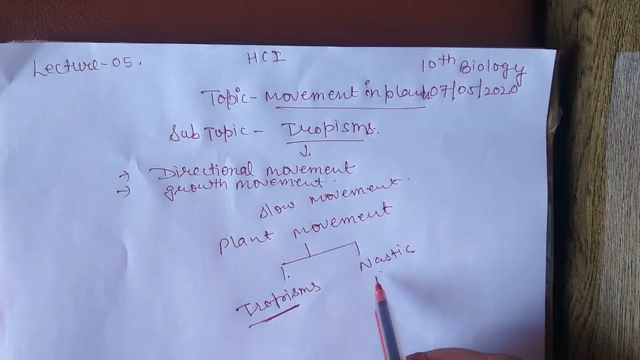 Lecture-05.
HCI
10th Biology
07/05/2020
Topic- Movement in plants
Sub Topic - Tropisms.
→ Directional movement
→ growth movement.
Slow movement.
Plant movement
Tropisms
Nastic